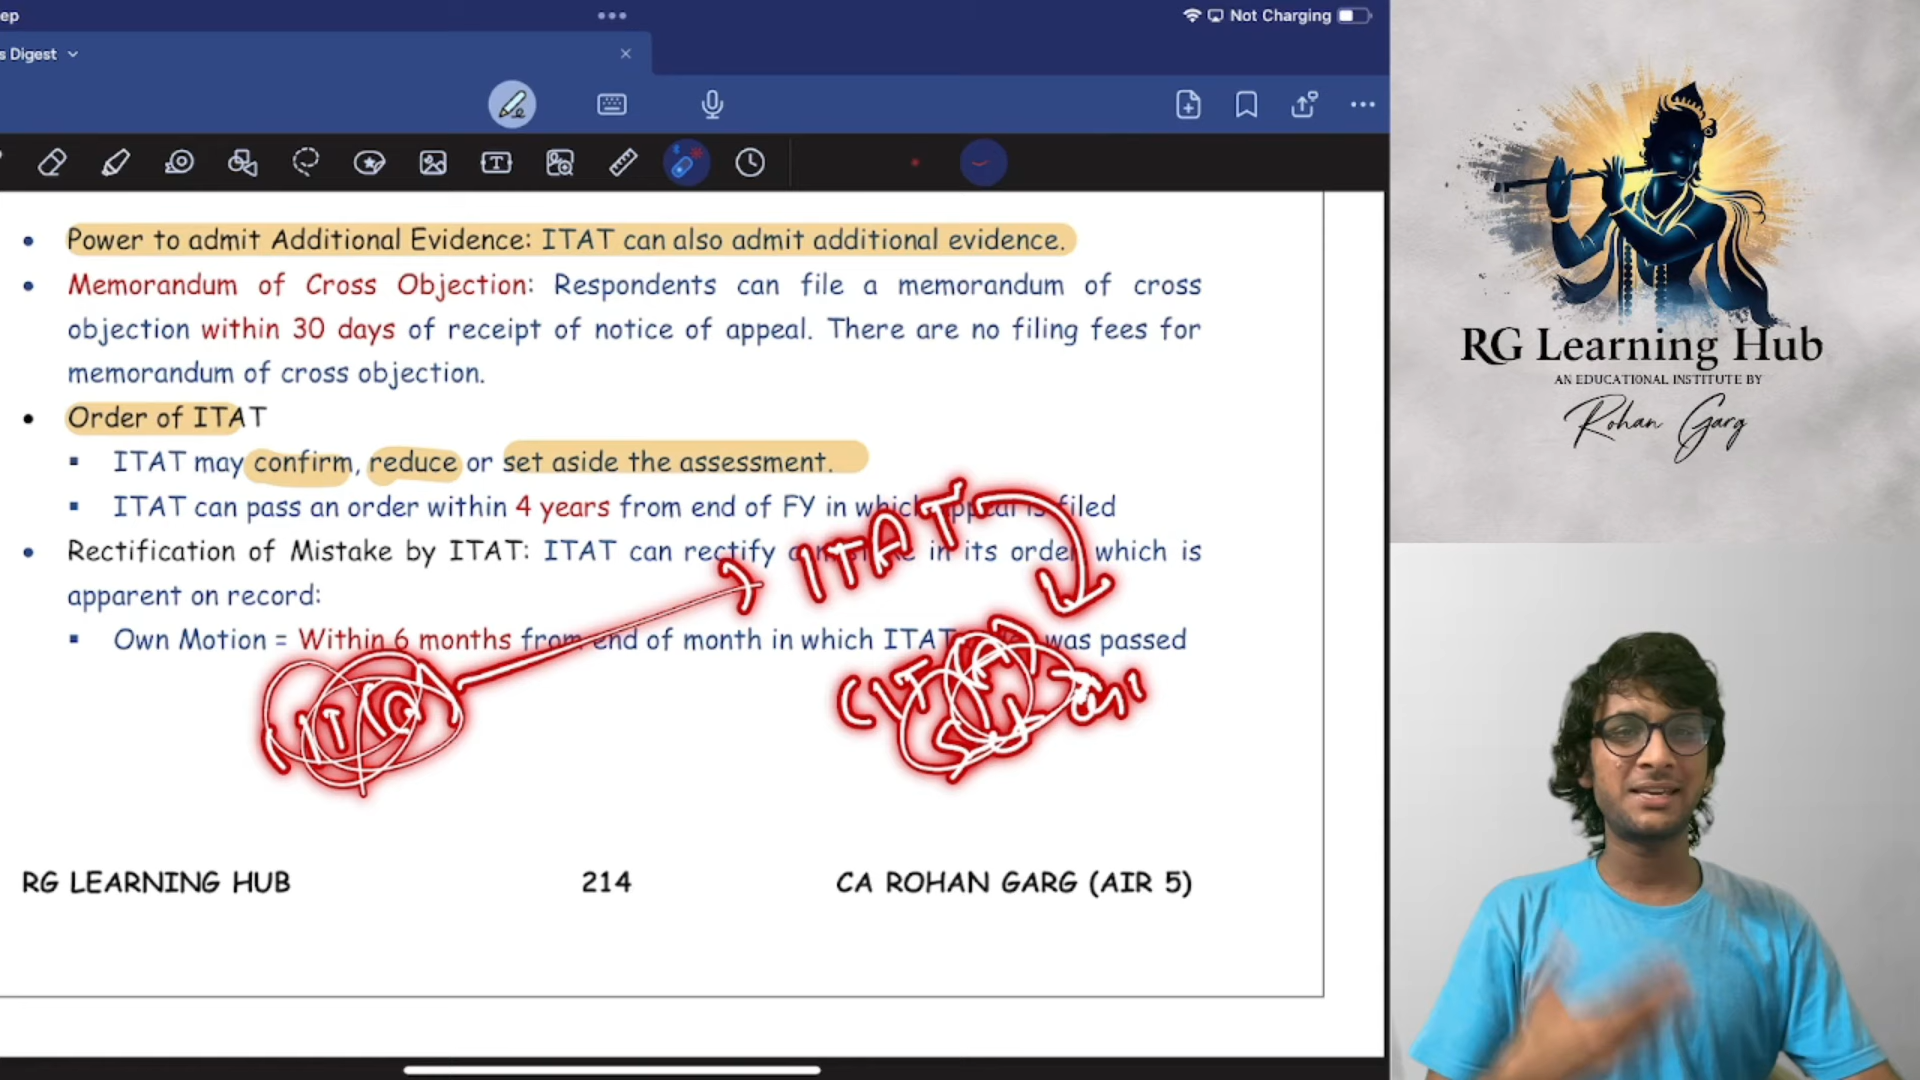 ep
Not Charging
s Digest
Power to admit Additional Evidence: ITAT can also admit additional evidence.
Memorandum of Cross Objection: Respondents can file a memorandum of cross
objection within 30 days of receipt of notice of appeal. There are no filing fees for
memorandum of cross objection.
Order of ITAT
ITAT may confirm, reduce or set aside the assessment.
ITAT can pass an order within 4 years from end of FY in which appeal is filed
Rectification of Mistake by ITAT: ITAT can rectify a in its order which is
apparent on record:
Own Motion = Within 6 months from end of month in which ITAT was passed
ITAT
CIT(A)
RG LEARNING HUB 214 CA ROHAN GARG (AIR 5)
RG Learning Hub
AN EDUCATIONAL INSTITUTE BY
Rohan Garg